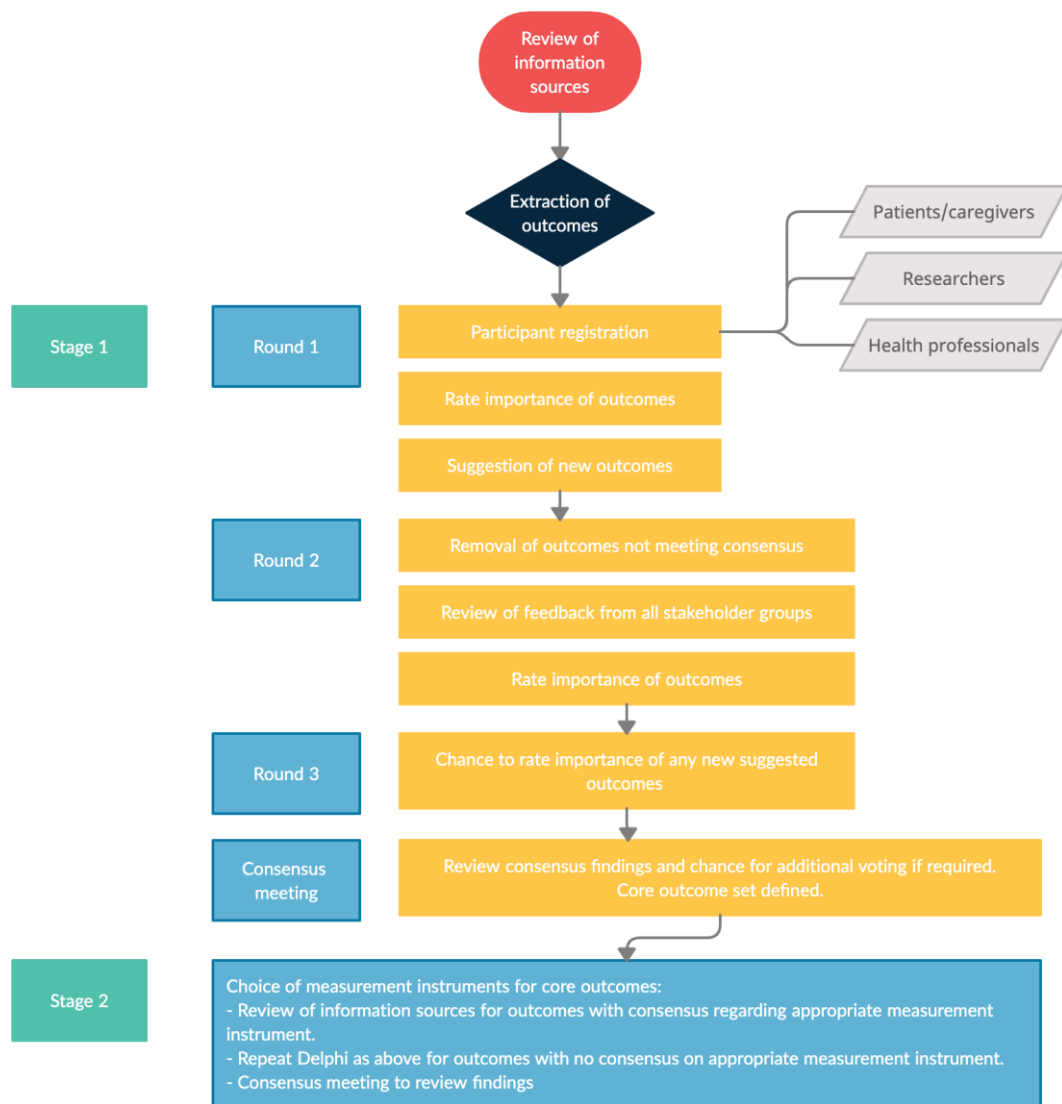 Review of
information
sources
Extraction of
outcomes
Patients/caregivers
Researchers
Health professionals
Stage 1
Round 1
Participant registration
Rate importance of outcomes
Suggestion of new outcomes
Round 2
Removal of outcomes not meeting consensus
Review of feedback from all stakeholder groups
Rate importance of outcomes
Round 3
Chance to rate importance of any new suggested
outcomes
Consensus
meeting
Review consensus findings and chance for additional voting if required.
Core outcome set defined.
Stage 2
Choice of measurement instruments for core outcomes:
- Review of information sources for outcomes with consensus regarding appropriate measurement
instrument.
- Repeat Delphi as above for outcomes with no consensus on appropriate measurement instrument.
- Consensus meeting to review findings